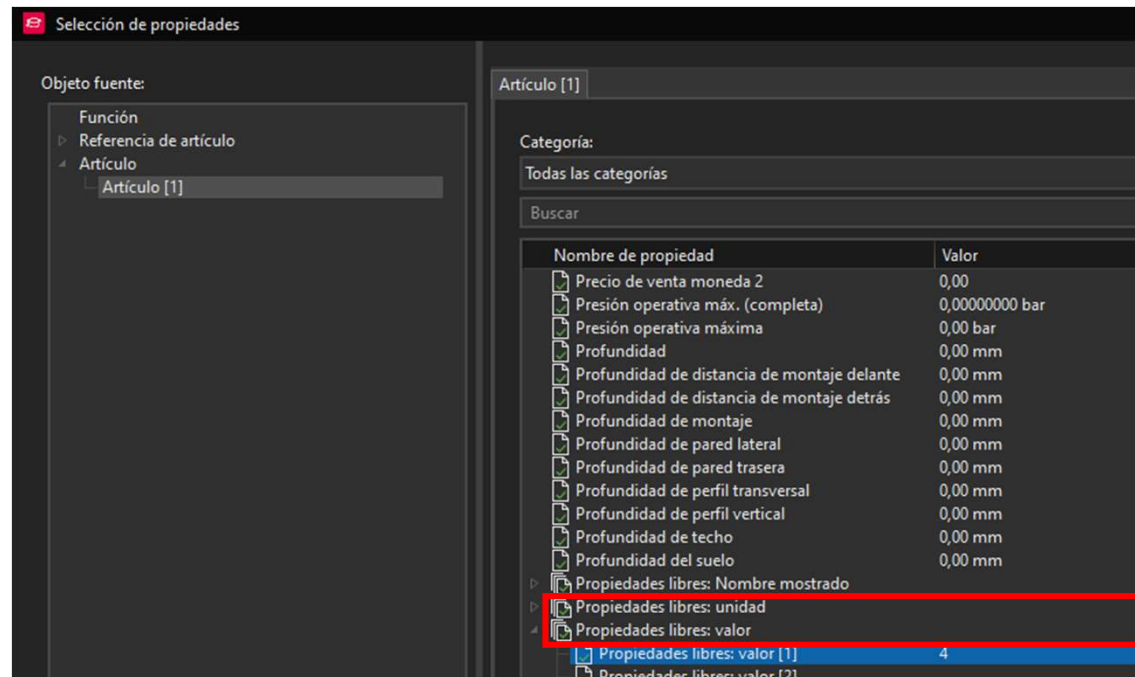 Selección de propiedades
Objeto fuente:
Función
Referencia de artículo
Artículo
Artículo [1]
Artículo [1]
Categoría:
Todas las categorías
Buscar
Nombre de propiedad Valor
Precio de venta moneda 2 0,00
Presión operativa máx. (completa) 0,00000000 bar
Presión operativa máxima 0,00 bar
Profundidad 0,00 mm
Profundidad de distancia de montaje delante 0,00 mm
Profundidad de distancia de montaje detrás 0,00 mm
Profundidad de montaje 0,00 mm
Profundidad de pared lateral 0,00 mm
Profundidad de pared trasera 0,00 mm
Profundidad de perfil transversal 0,00 mm
Profundidad de perfil vertical 0,00 mm
Profundidad de techo 0,00 mm
Profundidad del suelo 0,00 mm
Propiedades libres: Nombre mostrado
Propiedades libres: unidad
Propiedades libres: valor
Propiedades libres: valor [1] 4
Propiedades libres: valor [2]